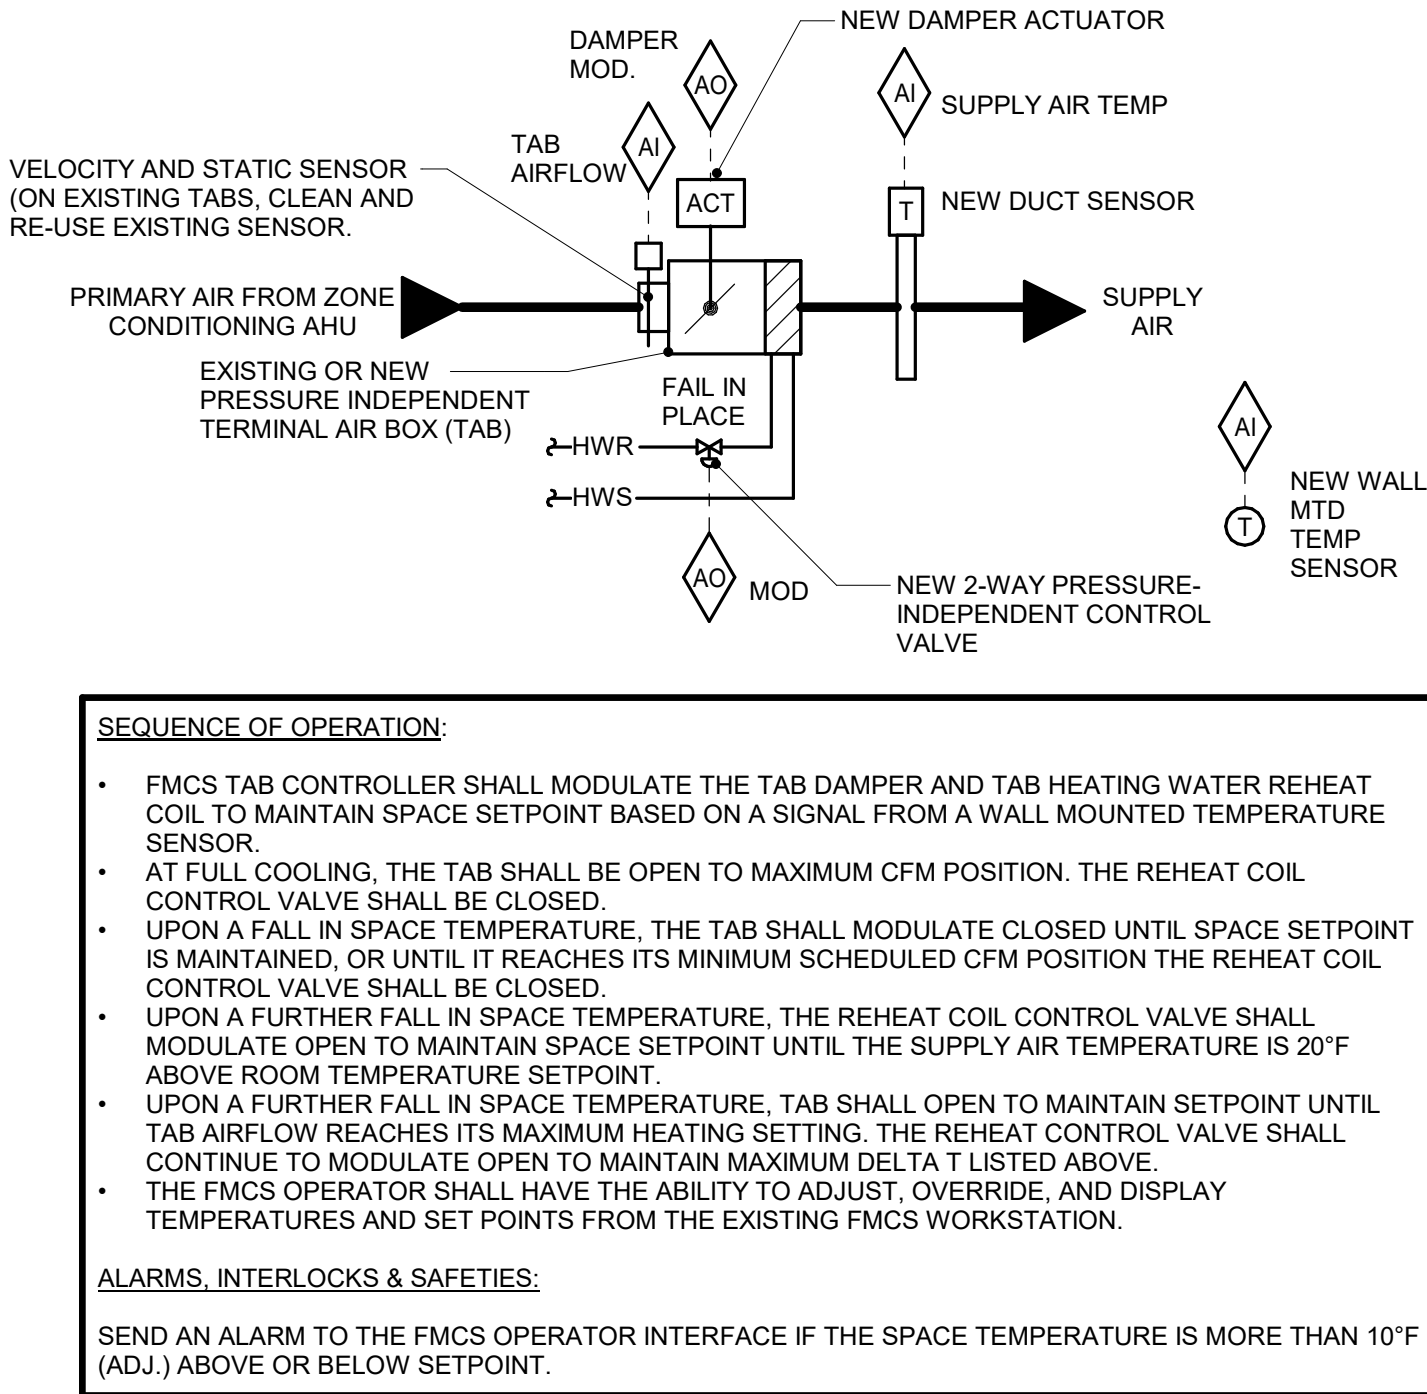 NEW DAMPER ACTUATOR
DAMPER
MOD.
AO
AI
SUPPLY AIR TEMP
TAB
AIRFLOW
AI
VELOCITY AND STATIC SENSOR
(ON EXISTING TABS, CLEAN AND
RE-USE EXISTING SENSOR.
ACT
T
NEW DUCT SENSOR
PRIMARY AIR FROM ZONE
CONDITIONING AHU
SUPPLY
AIR
EXISTING OR NEW
PRESSURE INDEPENDENT
TERMINAL AIR BOX (TAB)
FAIL IN
PLACE
HWR
HWS
AI
T
NEW WALL
MTD
TEMP
SENSOR
AO
MOD
NEW 2-WAY PRESSURE-
INDEPENDENT CONTROL
VALVE
SEQUENCE OF OPERATION:
• FMCS TAB CONTROLLER SHALL MODULATE THE TAB DAMPER AND TAB HEATING WATER REHEAT
COIL TO MAINTAIN SPACE SETPOINT BASED ON A SIGNAL FROM A WALL MOUNTED TEMPERATURE
SENSOR.
• AT FULL COOLING, THE TAB SHALL BE OPEN TO MAXIMUM CFM POSITION. THE REHEAT COIL
CONTROL VALVE SHALL BE CLOSED.
• UPON A FALL IN SPACE TEMPERATURE, THE TAB SHALL MODULATE CLOSED UNTIL SPACE SETPOINT
IS MAINTAINED, OR UNTIL IT REACHES ITS MINIMUM SCHEDULED CFM POSITION THE REHEAT COIL
CONTROL VALVE SHALL BE CLOSED.
• UPON A FURTHER FALL IN SPACE TEMPERATURE, THE REHEAT COIL CONTROL VALVE SHALL
MODULATE OPEN TO MAINTAIN SPACE SETPOINT UNTIL THE SUPPLY AIR TEMPERATURE IS 20°F
ABOVE ROOM TEMPERATURE SETPOINT.
• UPON A FURTHER FALL IN SPACE TEMPERATURE, TAB SHALL OPEN TO MAINTAIN SETPOINT UNTIL
TAB AIRFLOW REACHES ITS MAXIMUM HEATING SETTING. THE REHEAT CONTROL VALVE SHALL
CONTINUE TO MODULATE OPEN TO MAINTAIN MAXIMUM DELTA T LISTED ABOVE.
• THE FMCS OPERATOR SHALL HAVE THE ABILITY TO ADJUST, OVERRIDE, AND DISPLAY
TEMPERATURES AND SET POINTS FROM THE EXISTING FMCS WORKSTATION.
ALARMS, INTERLOCKS & SAFETIES:
SEND AN ALARM TO THE FMCS OPERATOR INTERFACE IF THE SPACE TEMPERATURE IS MORE THAN 10°F
(ADJ.) ABOVE OR BELOW SETPOINT.